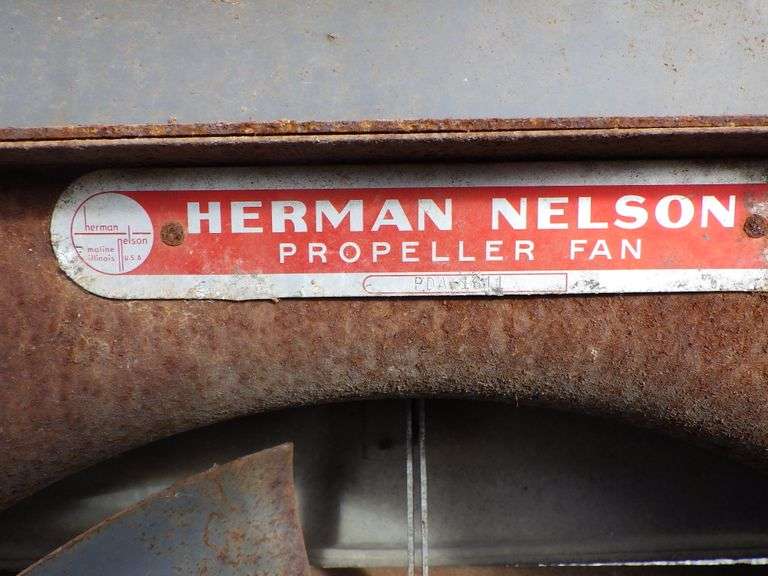 herman
nelson
moline
illinois U.S.A
HERMAN NELSON
PROPELLER FAN